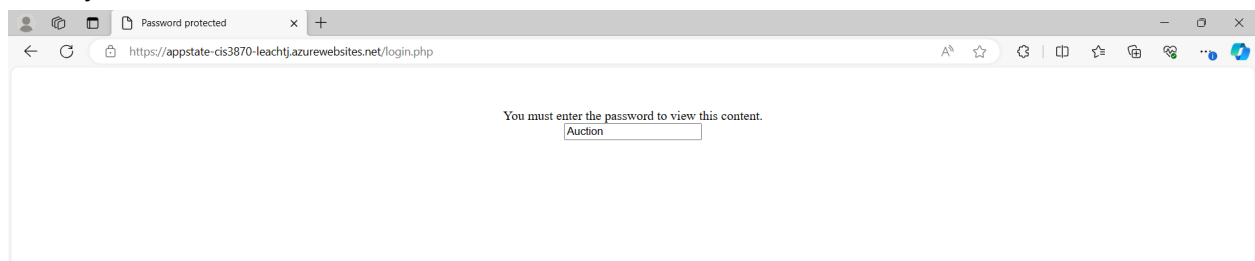 Password protected
https://appstate-cis3870-leachtj.azurewebsites.net/login.php
You must enter the password to view this content.
Auction